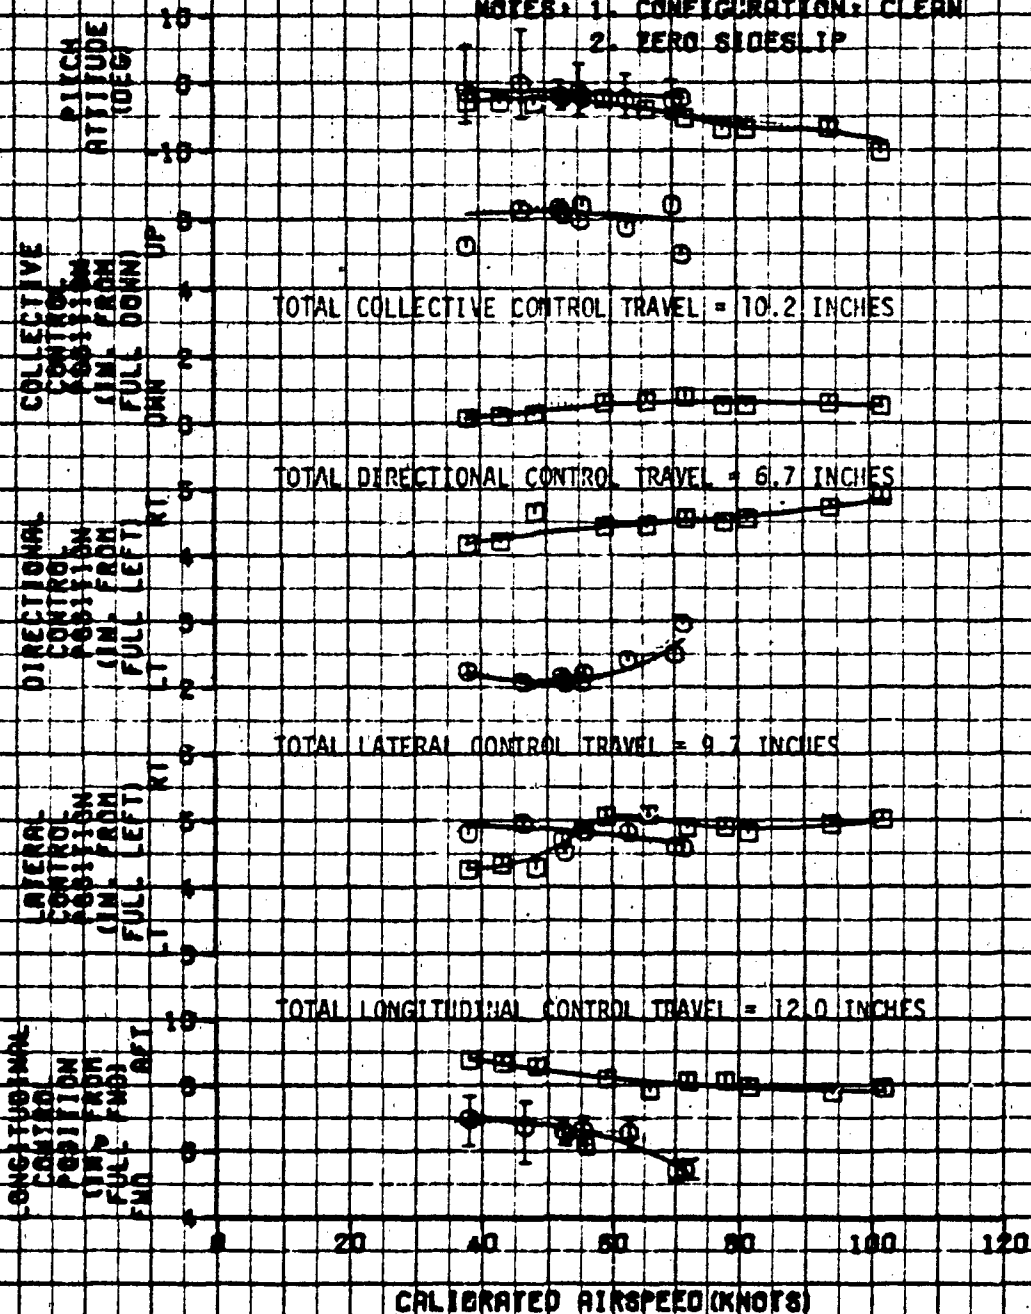 NOTES: 1. CONFIGURATION: CLEAN
2. ZERO SIDESLIP
PITCH
ATTITUDE
(DEG)
10
0
-10
COLLECTIVE
CONTROL
POSITION
(IN. FROM
FULL DOWN)
DWN UP
4
2
0
TOTAL COLLECTIVE CONTROL TRAVEL = 10.2 INCHES
DIRECTIONAL
CONTROL
POSITION
(IN. FROM
FULL LEFT)
LT RT
4
3
2
TOTAL DIRECTIONAL CONTROL TRAVEL = 6.7 INCHES
LATERAL
CONTROL
POSITION
(IN. FROM
FULL LEFT)
LT RT
4
TOTAL LATERAL CONTROL TRAVEL = 9.7 INCHES
LONGITUDINAL
CONTROL
POSITION
(IN. FROM
FULL FWD)
FWD AFT
10
8
6
4
TOTAL LONGITUDINAL CONTROL TRAVEL = 12.0 INCHES
0 20 40 60 80 100 120
CALIBRATED AIRSPEED (KNOTS)